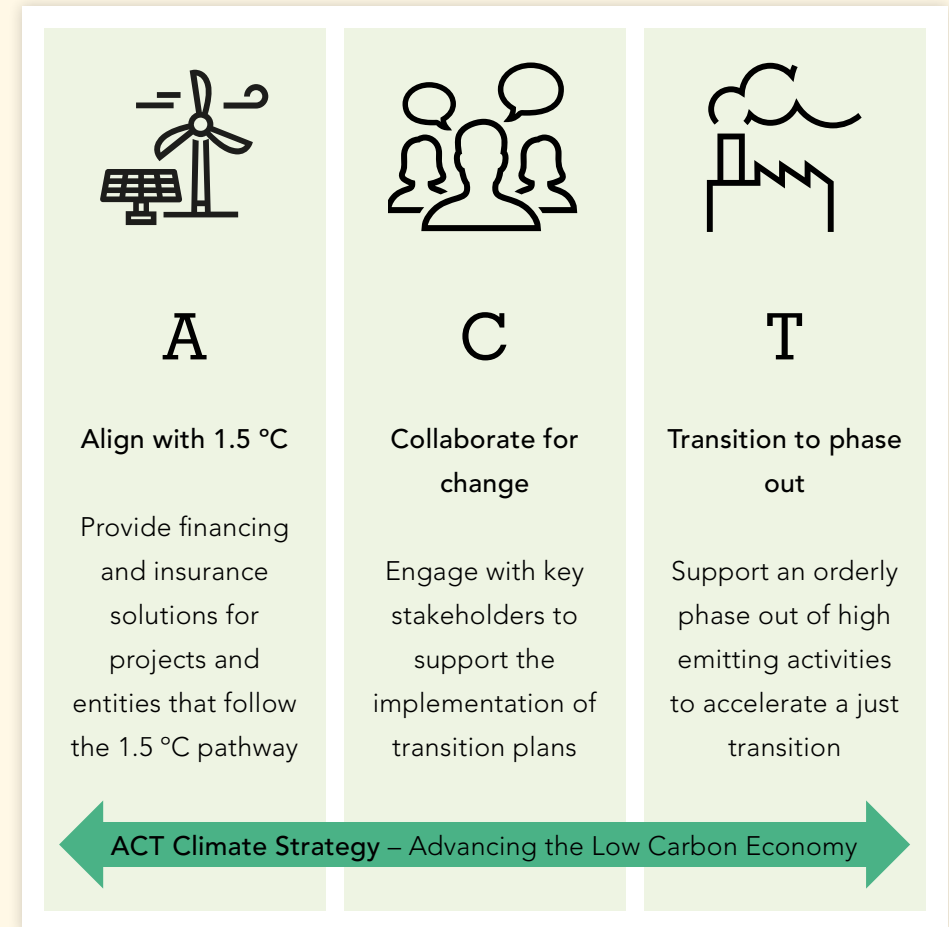 A
Align with 1.5 ºC
Provide financing
and insurance
solutions for
projects and
entities that follow
the 1.5 ºC pathway
C
Collaborate for
change
Engage with key
stakeholders to
support the
implementation of
transition plans
T
Transition to phase
out
Support an orderly
phase out of high
emitting activities
to accelerate a just
transition
ACT Climate Strategy – Advancing the Low Carbon Economy